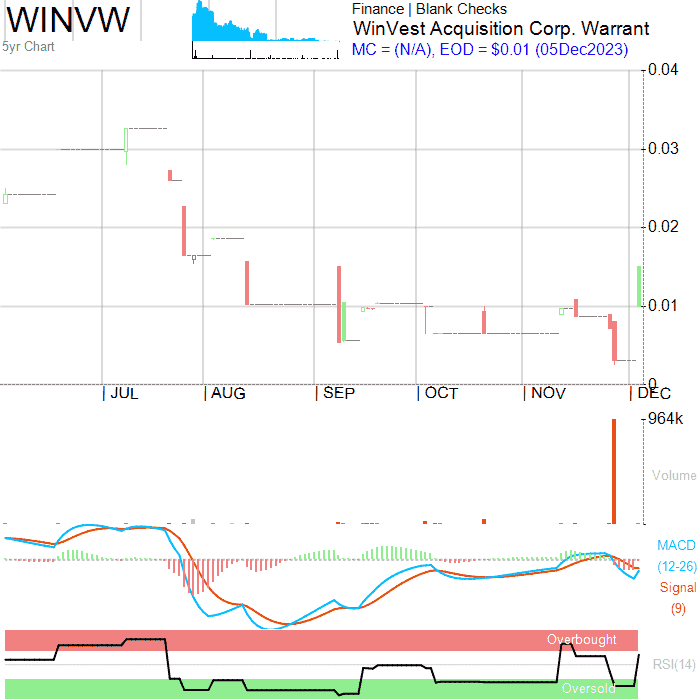 WINVW
5yr Chart
Finance | Blank Checks
WinVest Acquisition Corp. Warrant
MC = (N/A), EOD = $0.01 (05Dec2023)
0.04
0.03
0.02
0.01
0
JUL AUG SEP OCT NOV DEC
964k
Volume
MACD
(12-26)
Signal
(9)
Overbought
RSI(14)
Oversold